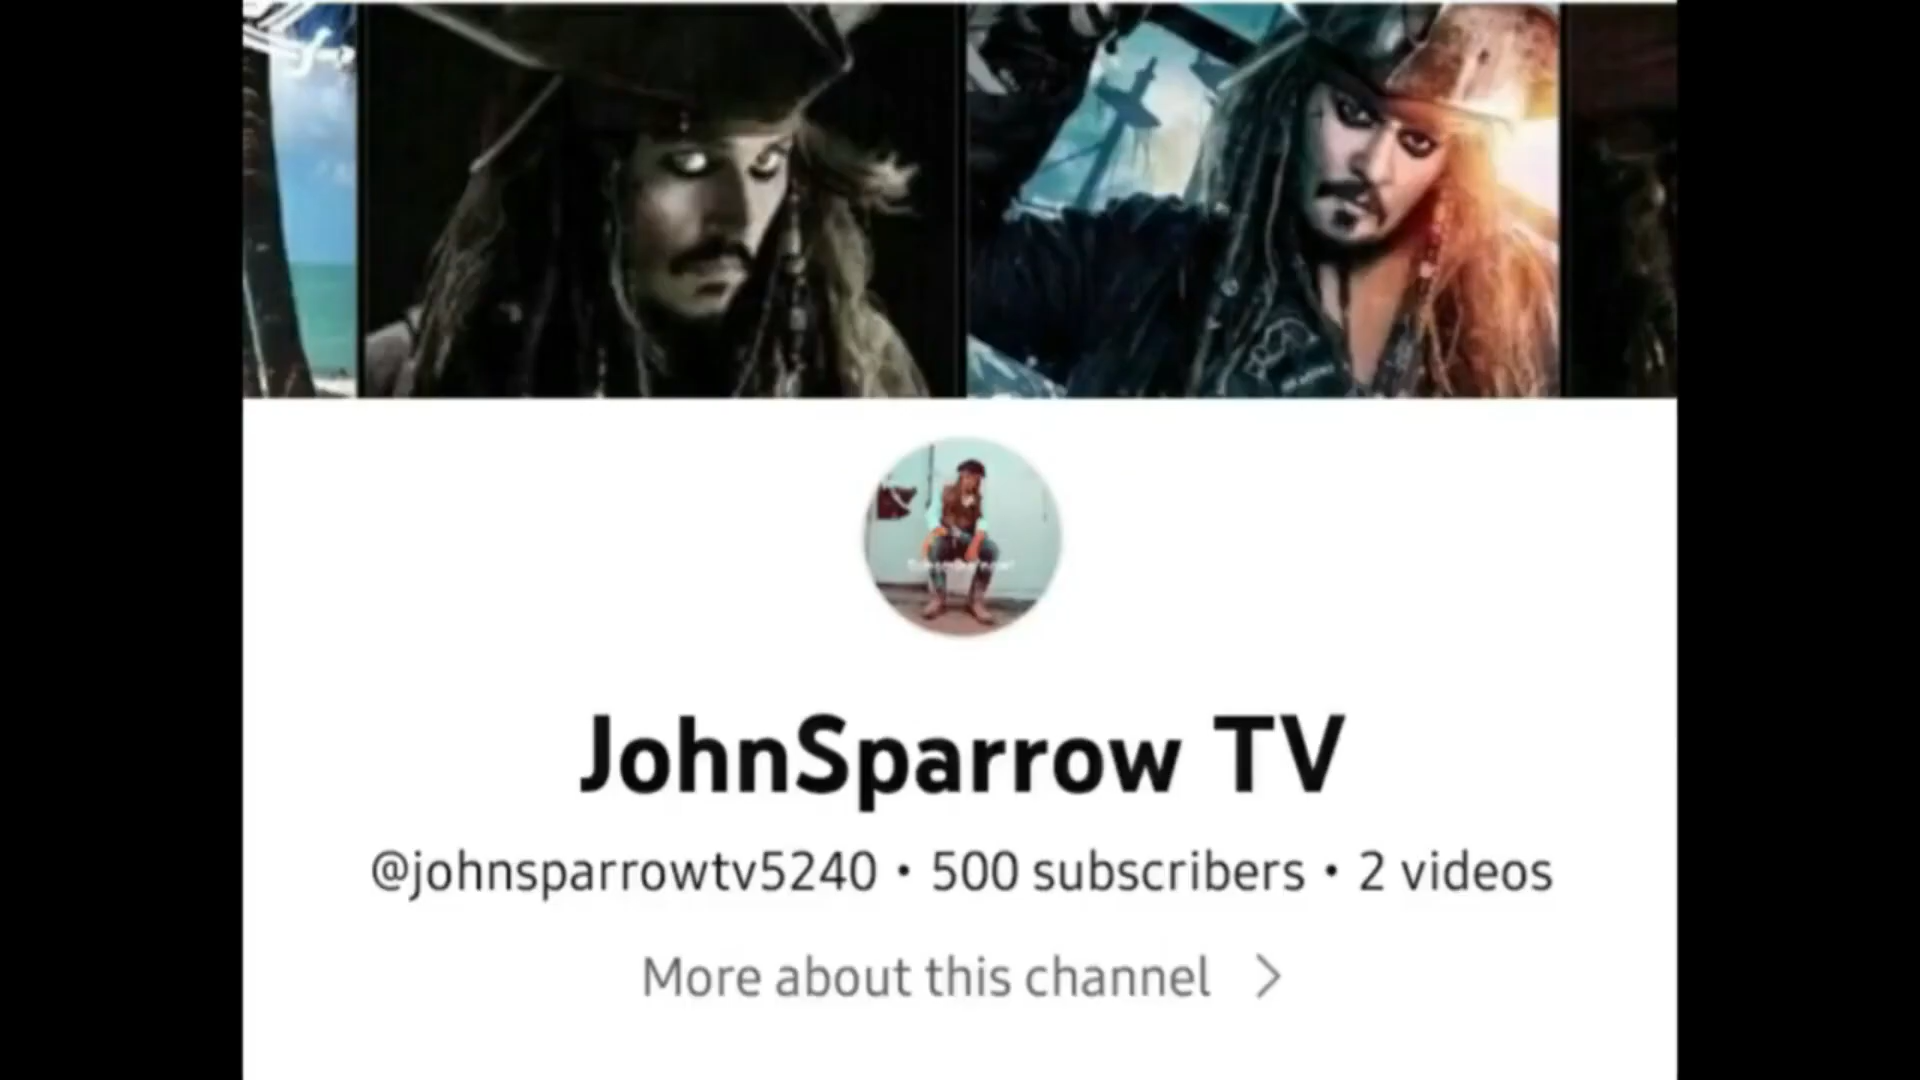 JohnSparrow TV
@johnsparrowtv5240 • 500 subscribers • 2 videos
More about this channel >